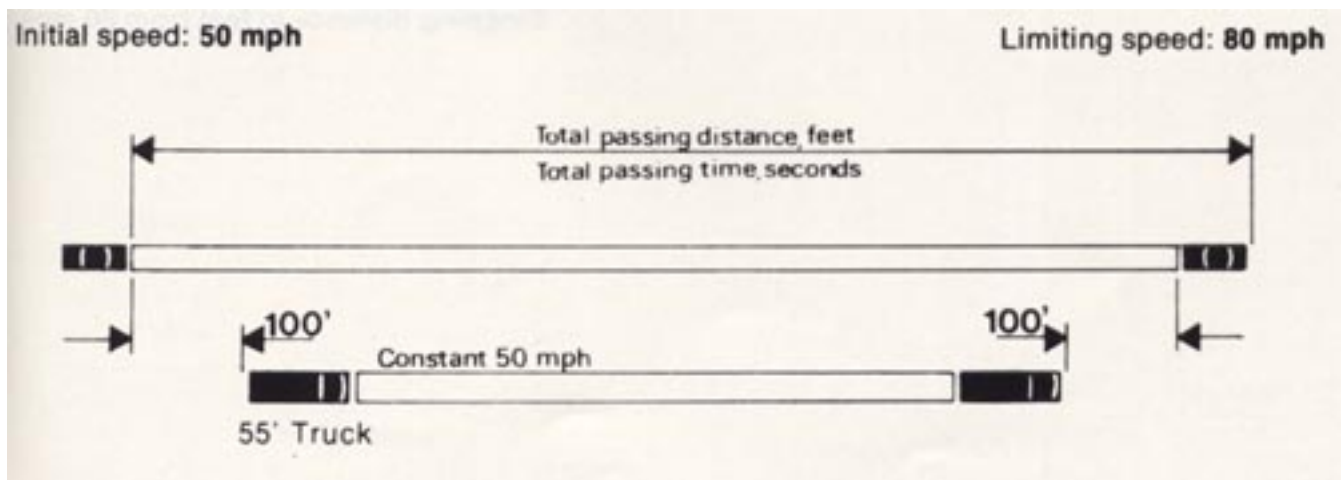 Initial speed: 50 mph
Limiting speed: 80 mph
Total passing distance, feet
Total passing time, seconds
100'
100'
Constant 50 mph
55' Truck